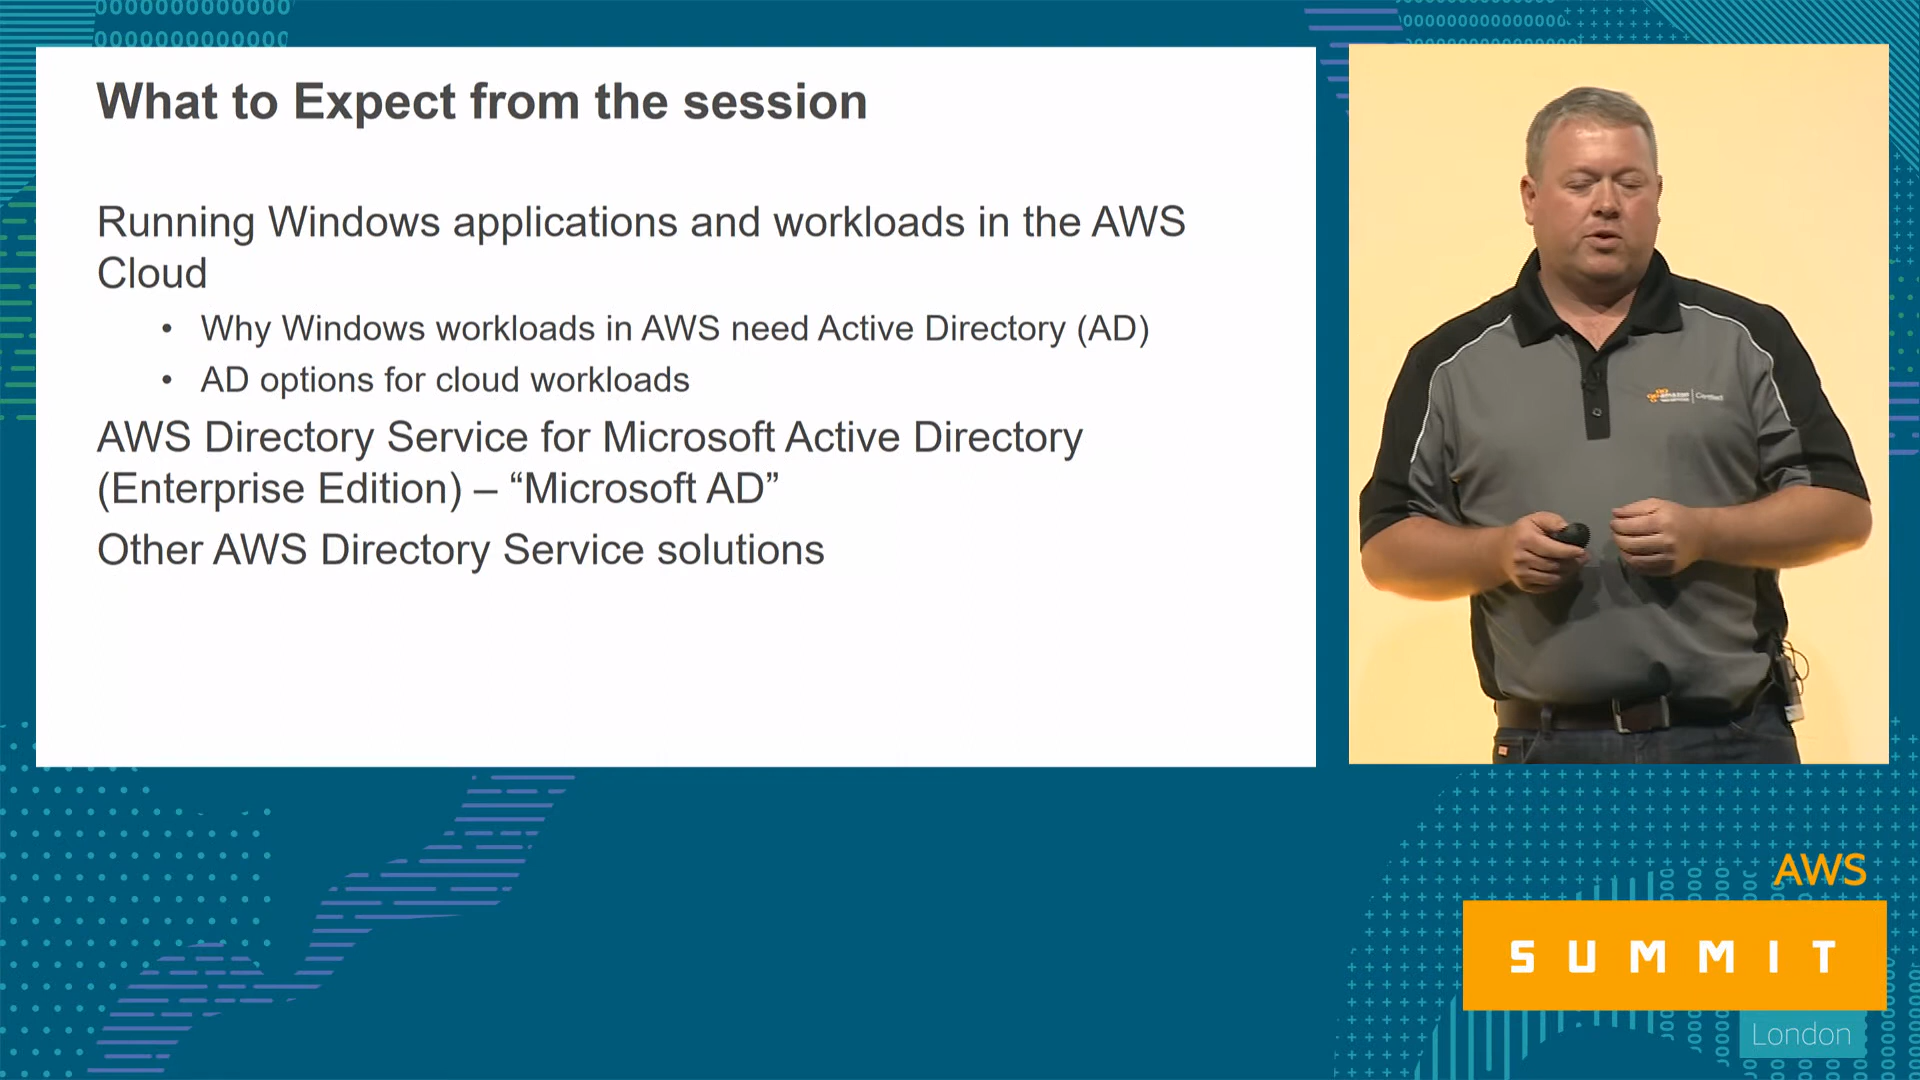 What to Expect from the session
Running Windows applications and workloads in the AWS
Cloud
• Why Windows workloads in AWS need Active Directory (AD)
• AD options for cloud workloads
AWS Directory Service for Microsoft Active Directory
(Enterprise Edition) – “Microsoft AD”
Other AWS Directory Service solutions
amazon
Certified
AWS
SUMMIT
London